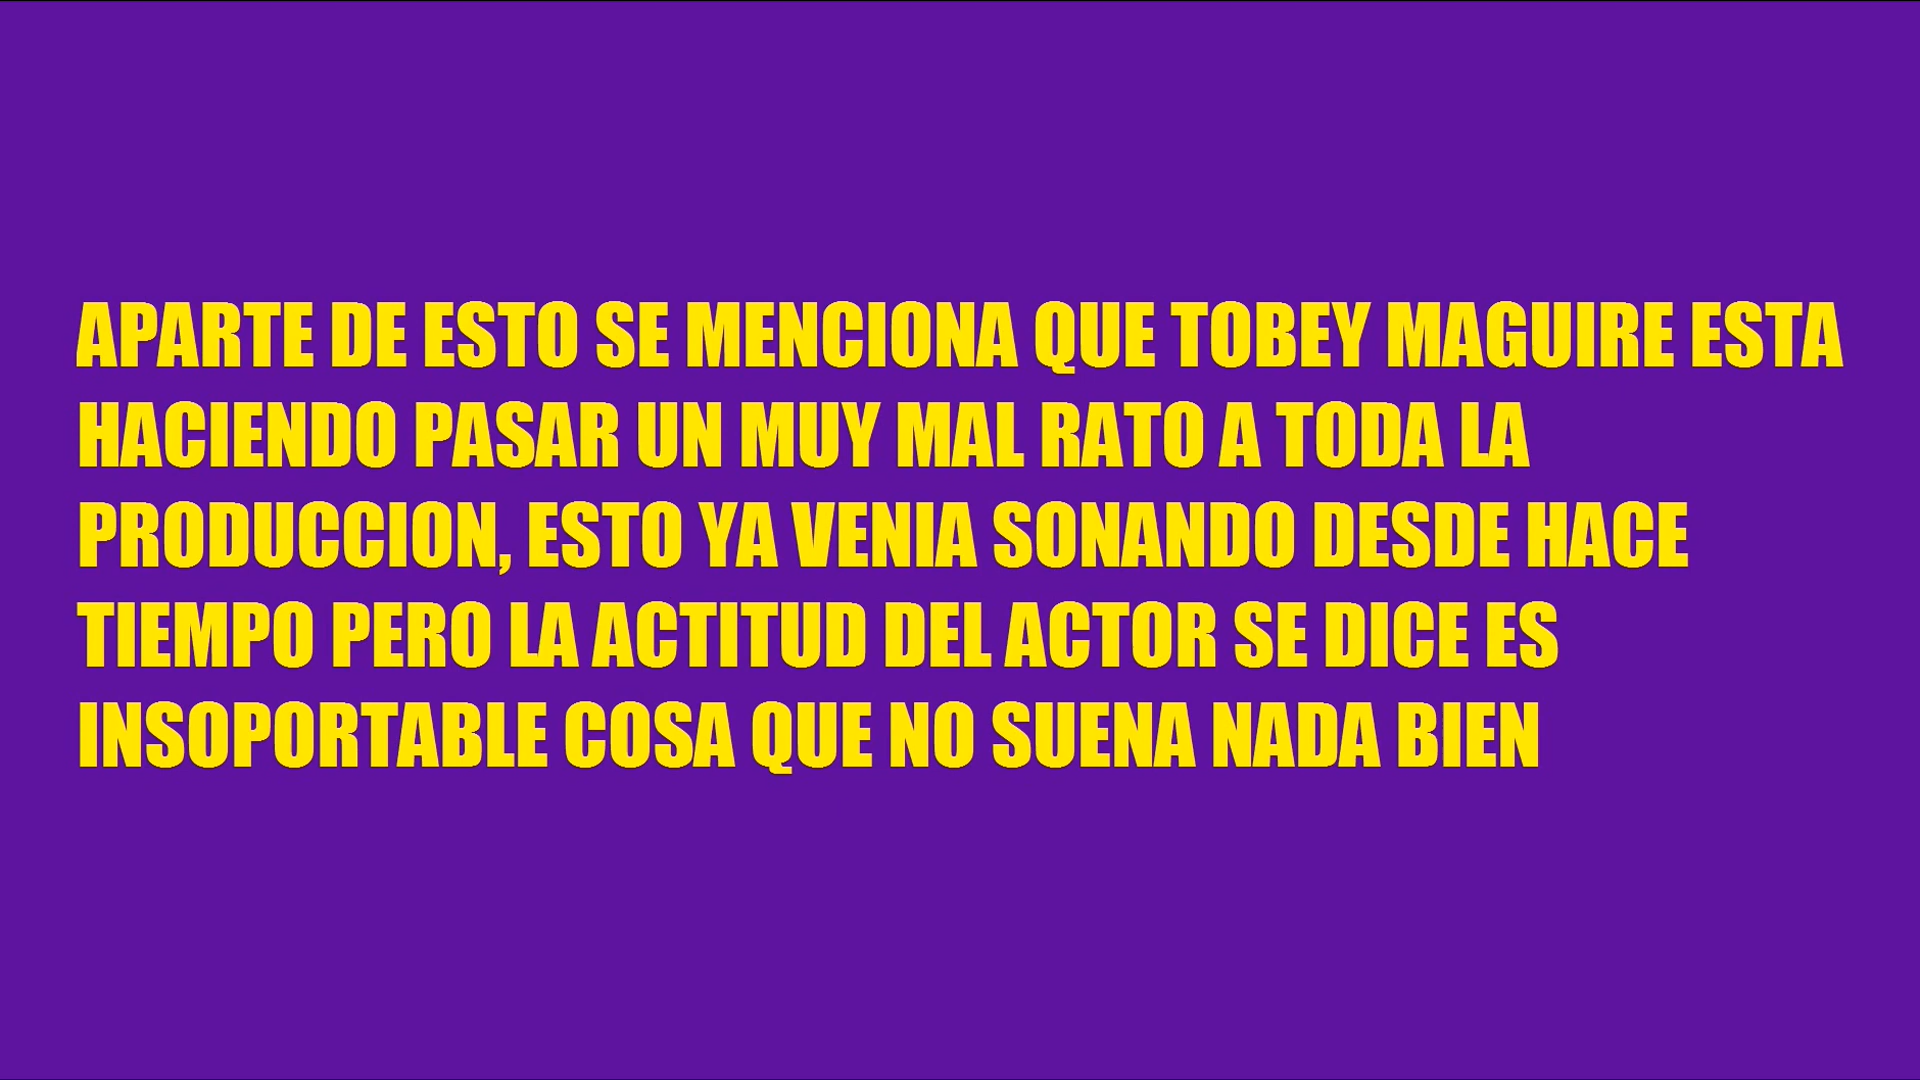 APARTE DE ESTO SE MENCIONA QUE TOBEY MAGUIRE ESTA
HACIENDO PASAR UN MUY MAL RATO A TODA LA
PRODUCCION, ESTO YA VENIA SONANDO DESDE HACE
TIEMPO PERO LA ACTITUD DEL ACTOR SE DICE ES
INSOPORTABLE COSA QUE NO SUENA NADA BIEN